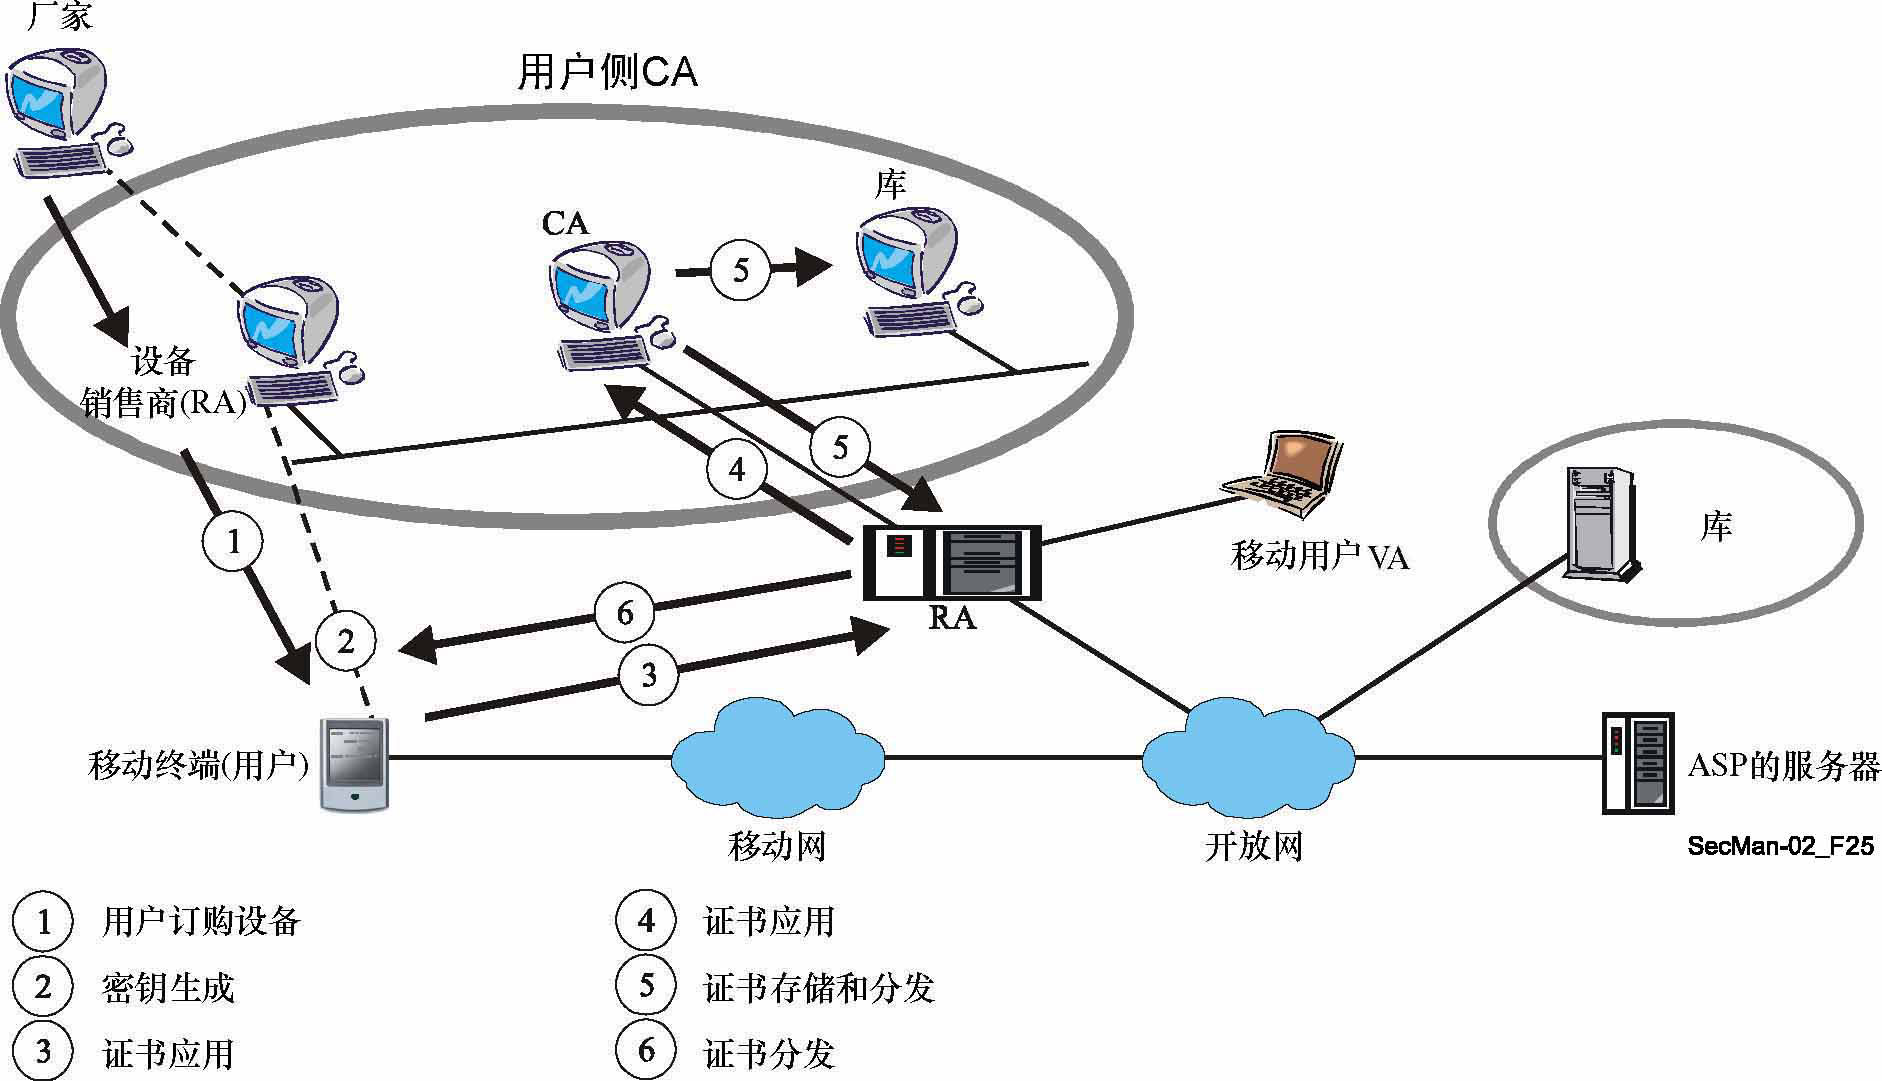 厂家
用户侧CA
库
CA
5
设备
销售商(RA)
5
4
1
移动用户 VA
库
6
RA
2
3
移动终端(用户)
ASP的服务器
移动网
开放网
SecMan-02_F25
1 用户订购设备
2 密钥生成
3 证书应用
4 证书应用
5 证书存储和分发
6 证书分发